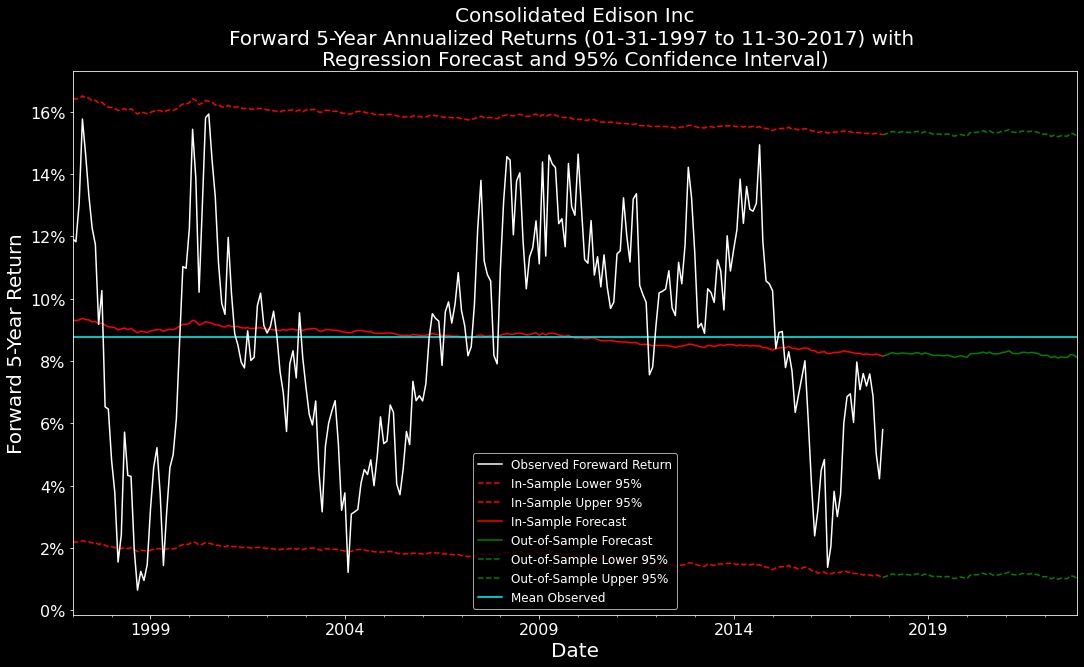 Consolidated Edison Inc
Forward 5-Year Annualized Returns (01-31-1997 to 11-30-2017) with
Regression Forecast and 95% Confidence Interval)
Forward 5-Year Return
16%
14%
12%
10%
8%
6%
4%
2%
0%
Observed Foreward Return
In-Sample Lower 95%
In-Sample Upper 95%
In-Sample Forecast
Out-of-Sample Forecast
Out-of-Sample Lower 95%
Out-of-Sample Upper 95%
Mean Observed
1999 2004 2009 2014 2019
Date